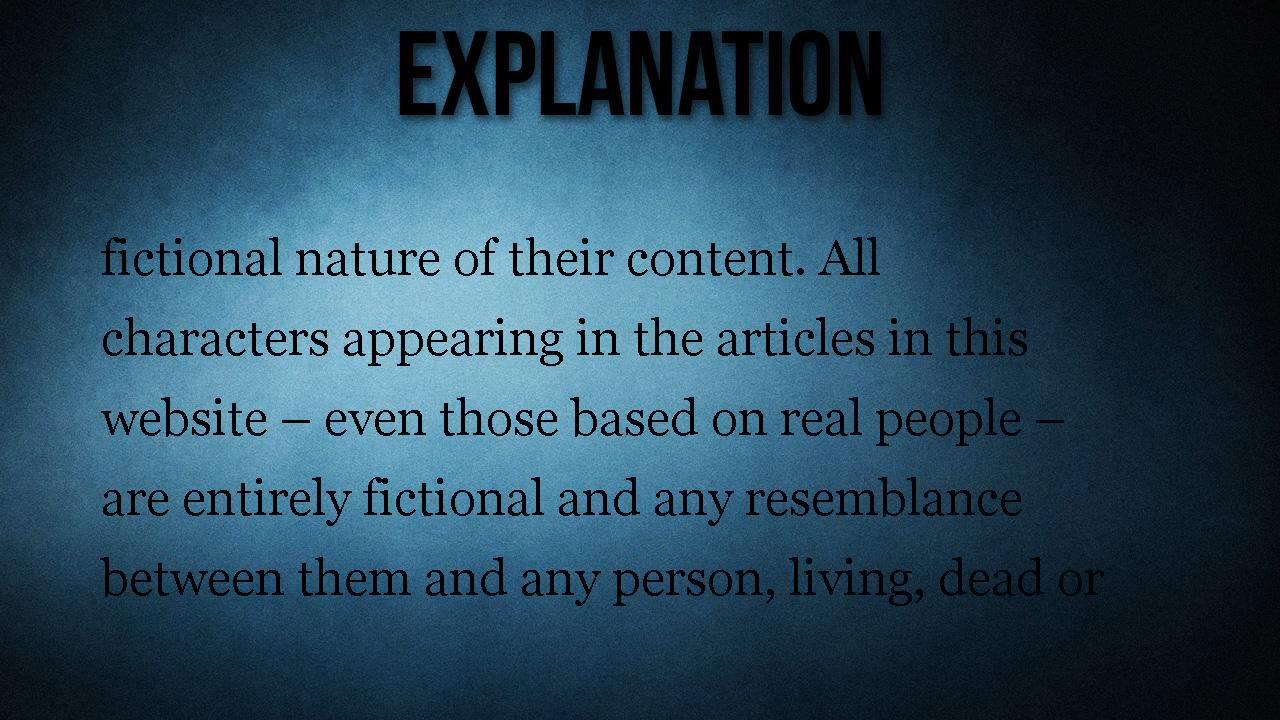 EXPLANATION
fictional nature of their content. All
characters appearing in the articles in this
website – even those based on real people –
are entirely fictional and any resemblance
between them and any person, living, dead or